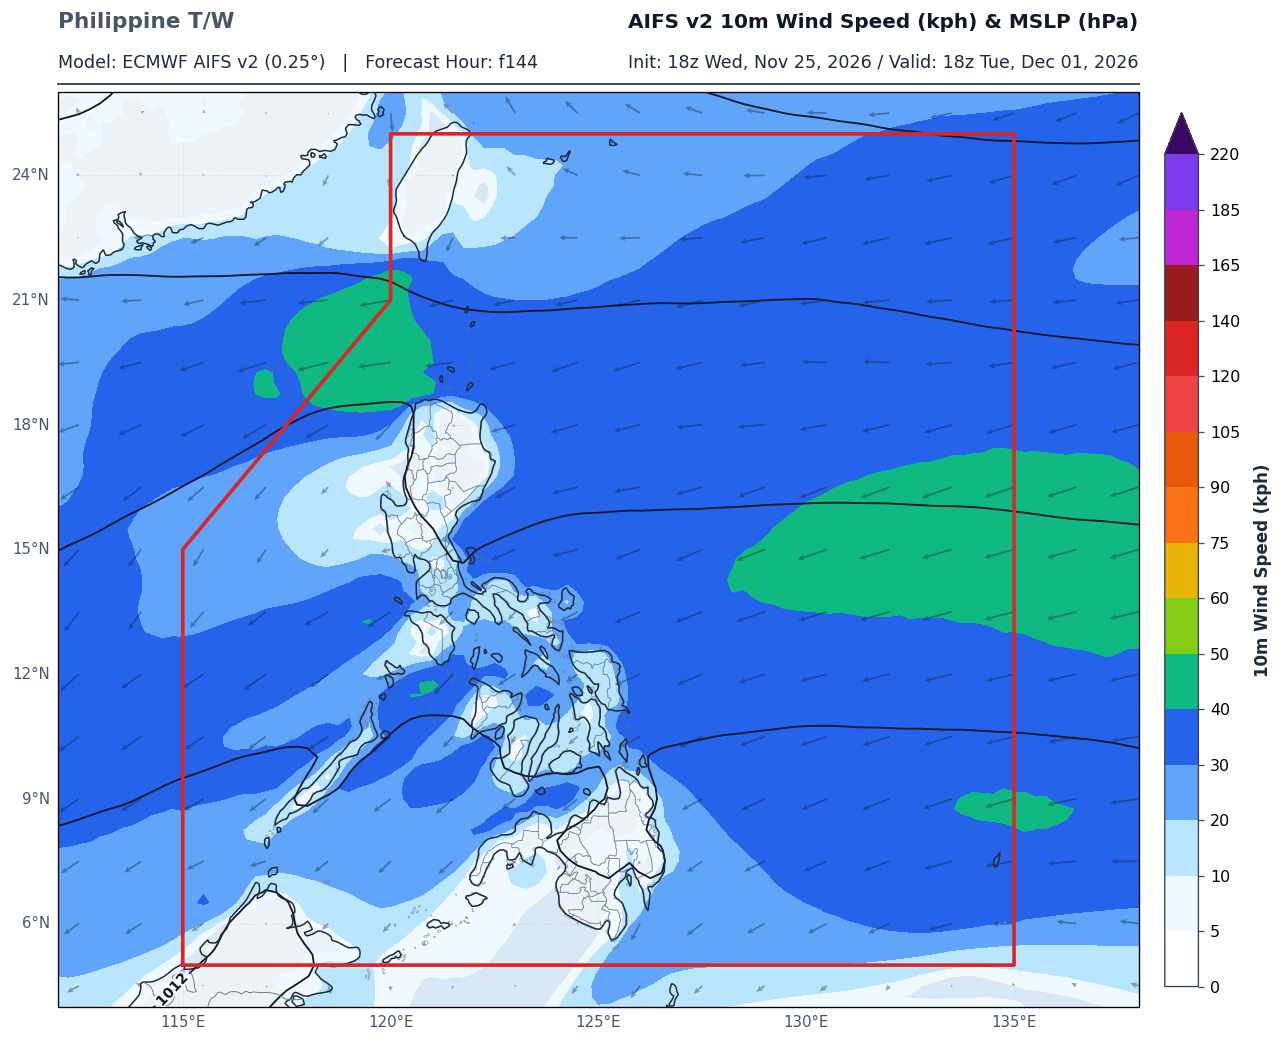 Philippine T/W
AIFS v2 10m Wind Speed (kph) & MSLP (hPa)
Model: ECMWF AIFS v2 (0.25°)   |   Forecast Hour: f144
Init: 18z Wed, Nov 25, 2026 / Valid: 18z Tue, Dec 01, 2026
24°N
21°N
18°N
15°N
12°N
9°N
6°N
115°E
120°E
125°E
130°E
135°E
1012
220
185
165
140
120
105
90
75
60
50
40
30
20
10
5
0
10m Wind Speed (kph)